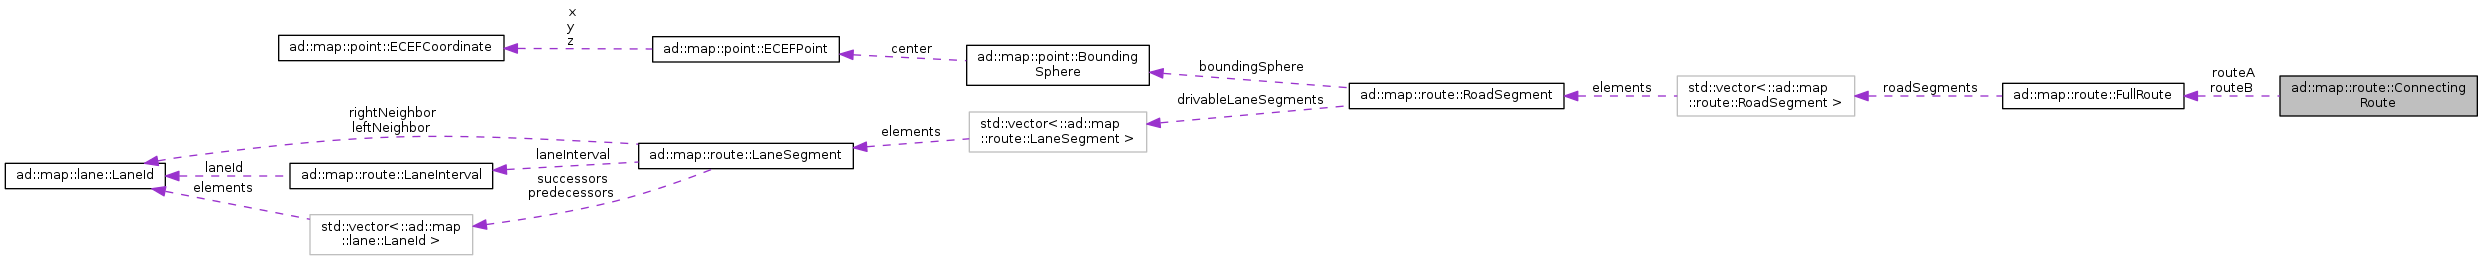 x
y
z
ad::map::point::ECEFCoordinate
ad::map::point::ECEFPoint
center
ad::map::point::Bounding
Sphere
boundingSphere
drivableLaneSegments
ad::map::route::RoadSegment
elements
std::vector< ::ad::map
::route::RoadSegment >
roadSegments
ad::map::route::FullRoute
routeA
routeB
ad::map::route::Connecting
Route
rightNeighbor
leftNeighbor
elements
std::vector< ::ad::map
::route::LaneSegment >
ad::map::lane::LaneId
laneId
elements
ad::map::route::LaneInterval
laneInterval
ad::map::route::LaneSegment
successors
predecessors
std::vector< ::ad::map
::lane::LaneId >